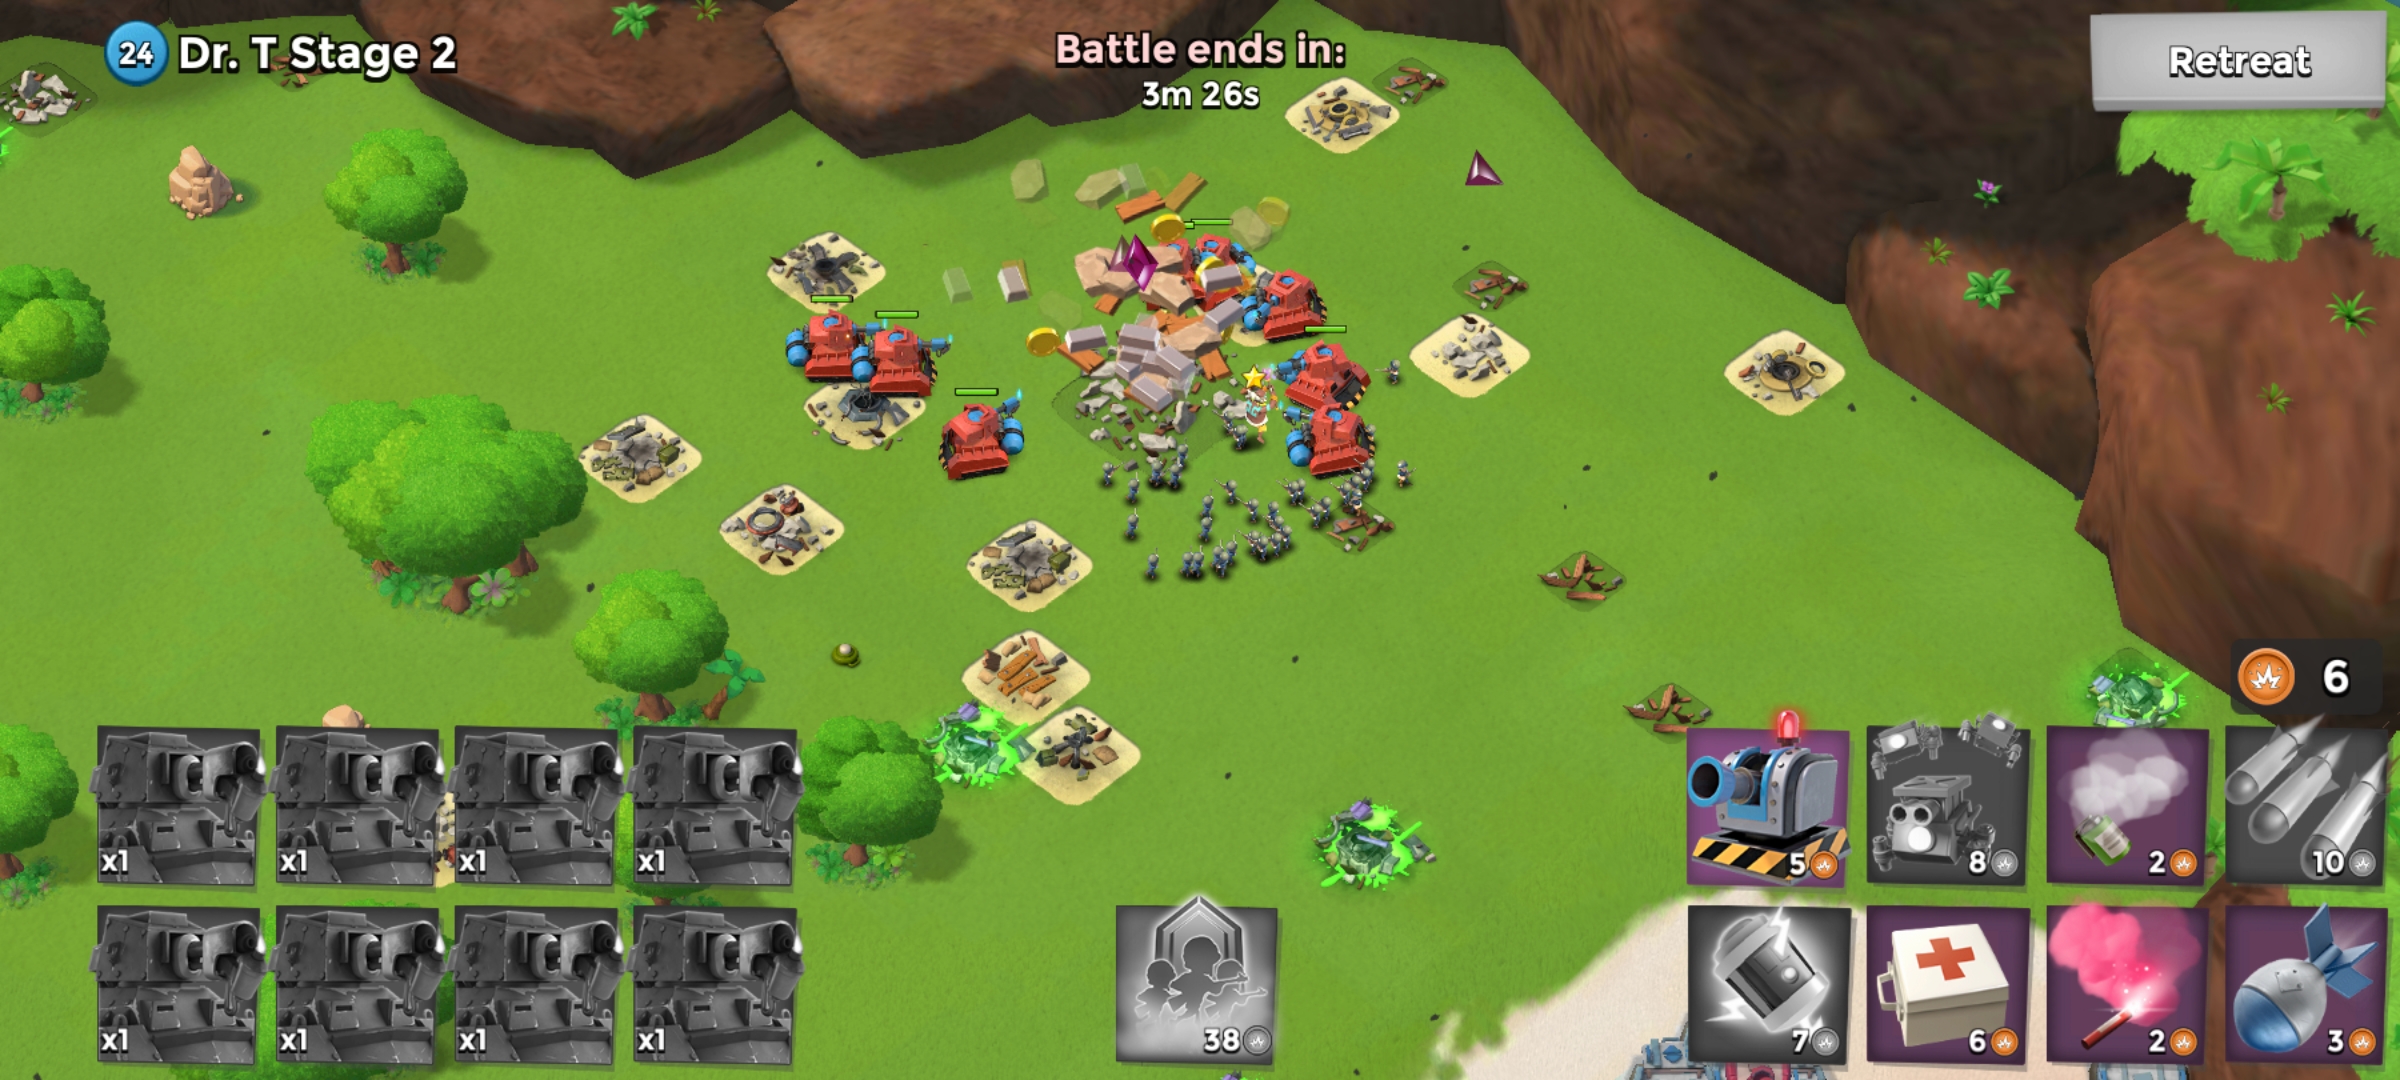 24 Dr. T Stage 2
Battle ends in:
3m 26s
Retreat
6
x1 x1 x1 x1
5 8 2 10
x1 x1 x1 x1
38
7 6 2 3